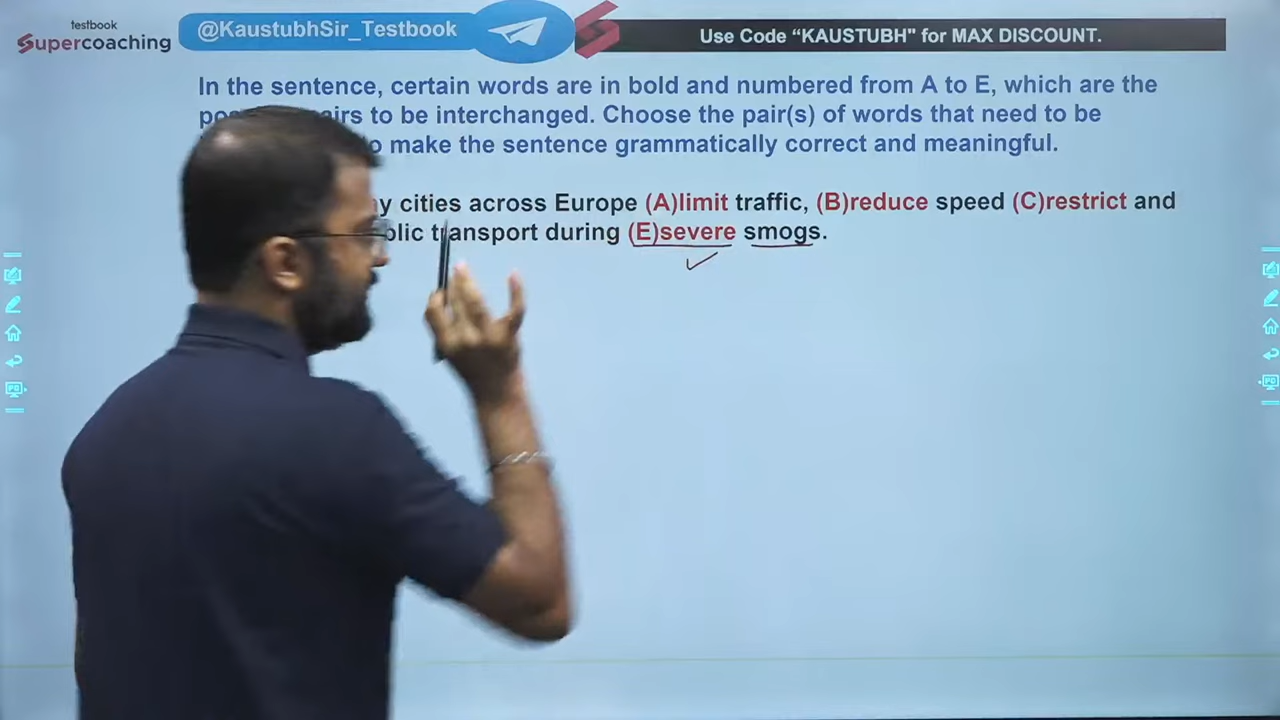 testbook
Supercoaching
@KaustubhSir_Testbook
Use Code “KAUSTUBH" for MAX DISCOUNT.
In the sentence, certain words are in bold and numbered from A to E, which are the
to be interchanged. Choose the pair(s) of words that need to be
make the sentence grammatically correct and meaningful.
cities across Europe (A)limit traffic, (B)reduce speed (C)restrict and
transport during (E)severe smogs.